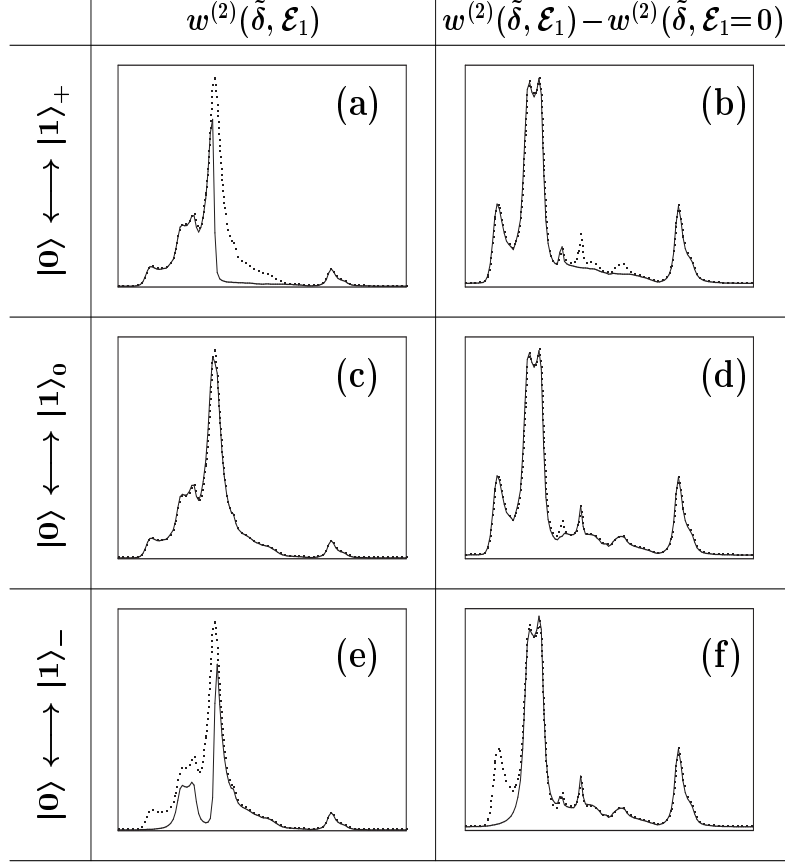 w⁽²⁾(δ̃, ℰ₁)
w⁽²⁾(δ̃, ℰ₁) − w⁽²⁾(δ̃, ℰ₁=0)
|0⟩ ⟷ |1⟩₊
(a)
(b)
|0⟩ ⟷ |1⟩₀
(c)
(d)
|0⟩ ⟷ |1⟩₋
(e)
(f)